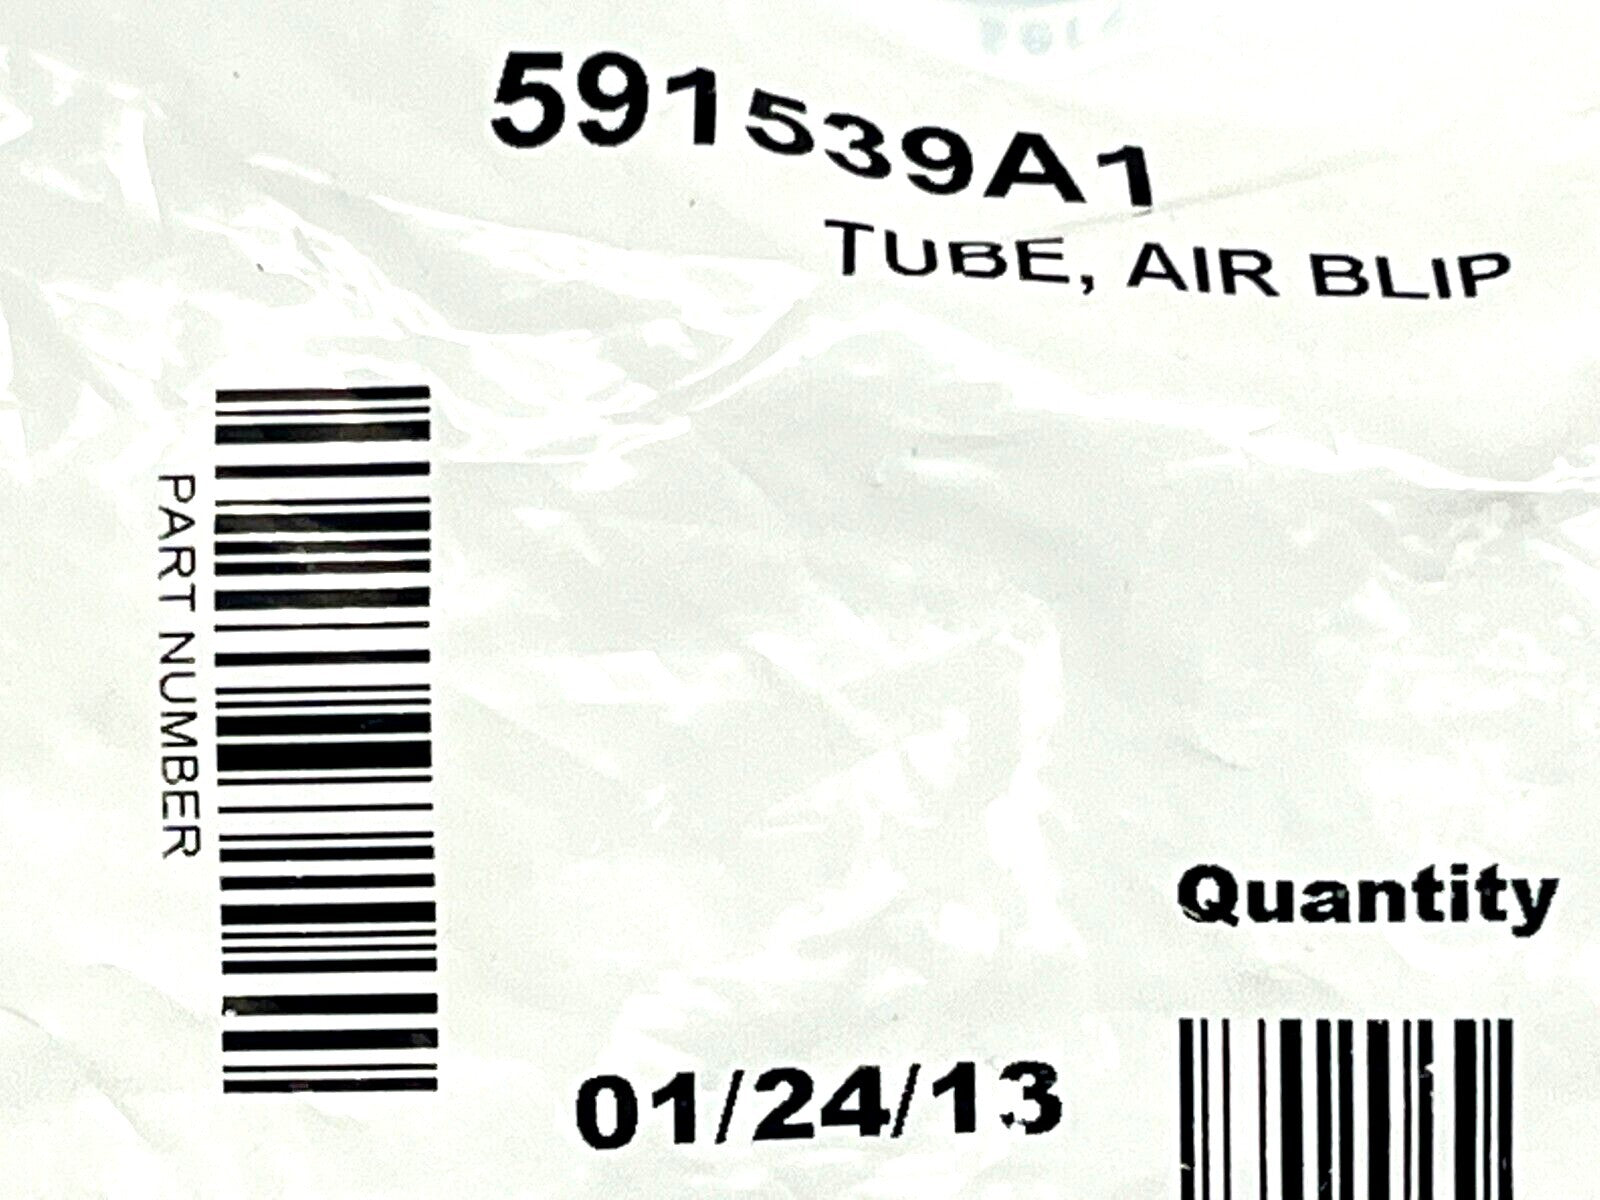 591539A1
TUBE, AIR BLIP
PART NUMBER
Quantity
01/24/13